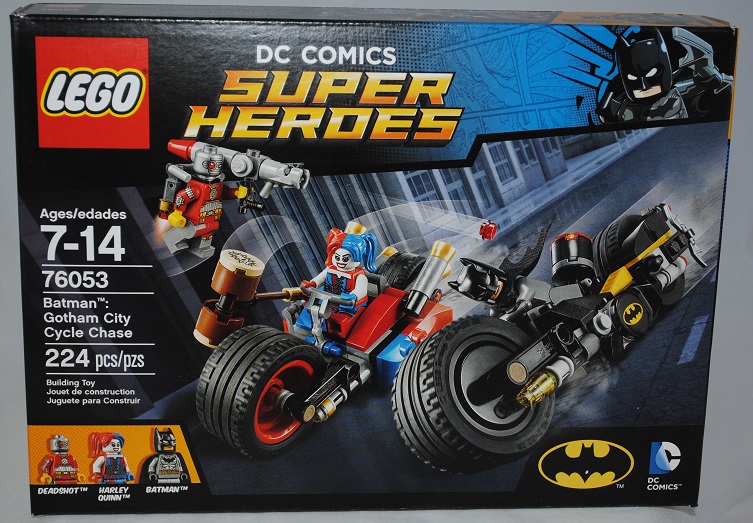 LEGO
DC COMICS
SUPER
HEROES
Ages/edades
7-14
76053
Batman™:
Gotham City
Cycle Chase
224 pcs/pzs
Building Toy
Jouet de construction
Juguete para Construir
DEADSHOT™
HARLEY
QUINN™
BATMAN™
™
DC
COMICS™